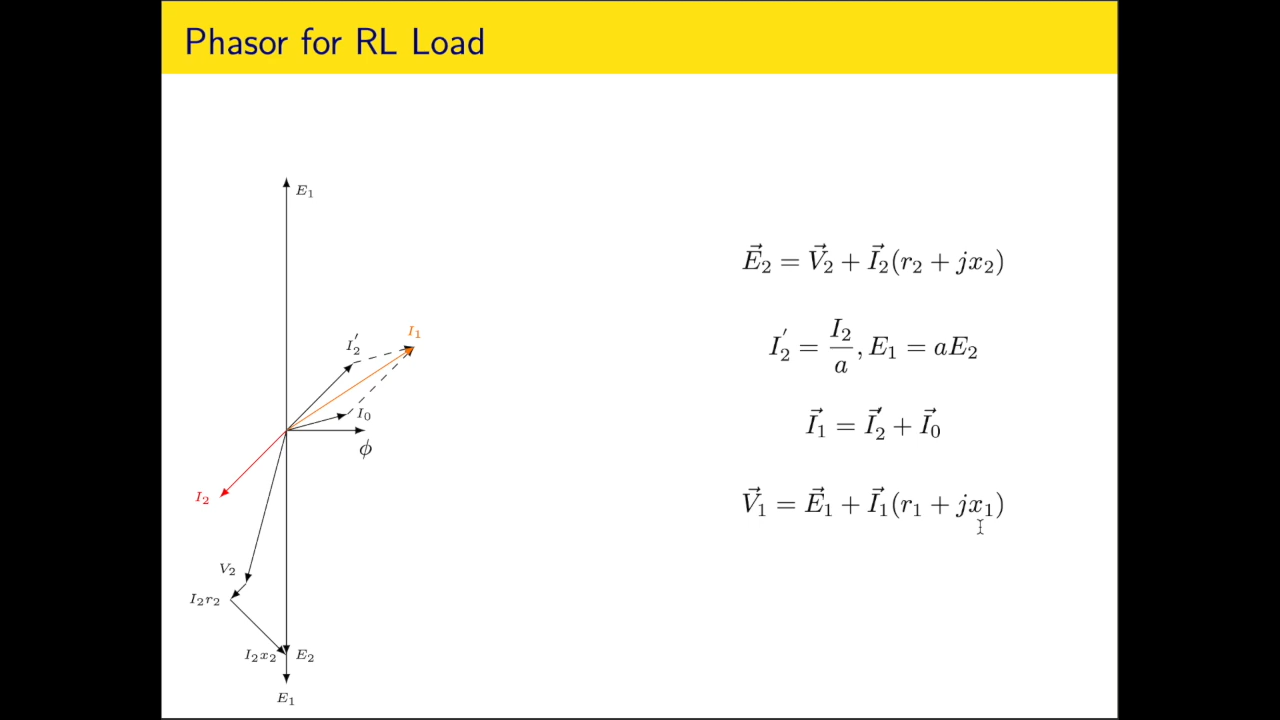 Phasor for RL Load
E₁
I₂′
I₁
I₀
ϕ
I₂
V₂
I₂r₂
I₂x₂
E₂
E₁
E⃗₂ = V⃗₂ + I⃗₂(r₂ + jx₂)
I₂′ = I₂/a, E₁ = aE₂
I⃗₁ = I⃗₂′ + I⃗₀
V⃗₁ = E⃗₁ + I⃗₁(r₁ + jx₁)